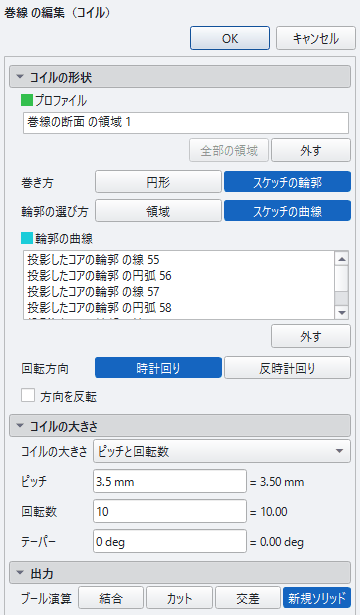 巻線 の編集（コイル）
OK キャンセル
コイルの形状
プロファイル
巻線の断面 の領域 1
全部の領域 外す
巻き方 円形 スケッチの輪郭
輪郭の選び方 領域 スケッチの曲線
輪郭の曲線
投影したコアの輪郭 の線 55
投影したコアの輪郭 の円弧 56
投影したコアの輪郭 の線 57
投影したコアの輪郭 の円弧 58
外す
回転方向 時計回り 反時計回り
方向を反転
コイルの大きさ
コイルの大きさ ピッチと回転数
ピッチ 3.5 mm = 3.50 mm
回転数 10 = 10.00
テーパー 0 deg = 0.00 deg
出力
ブール演算 結合 カット 交差 新規ソリッド